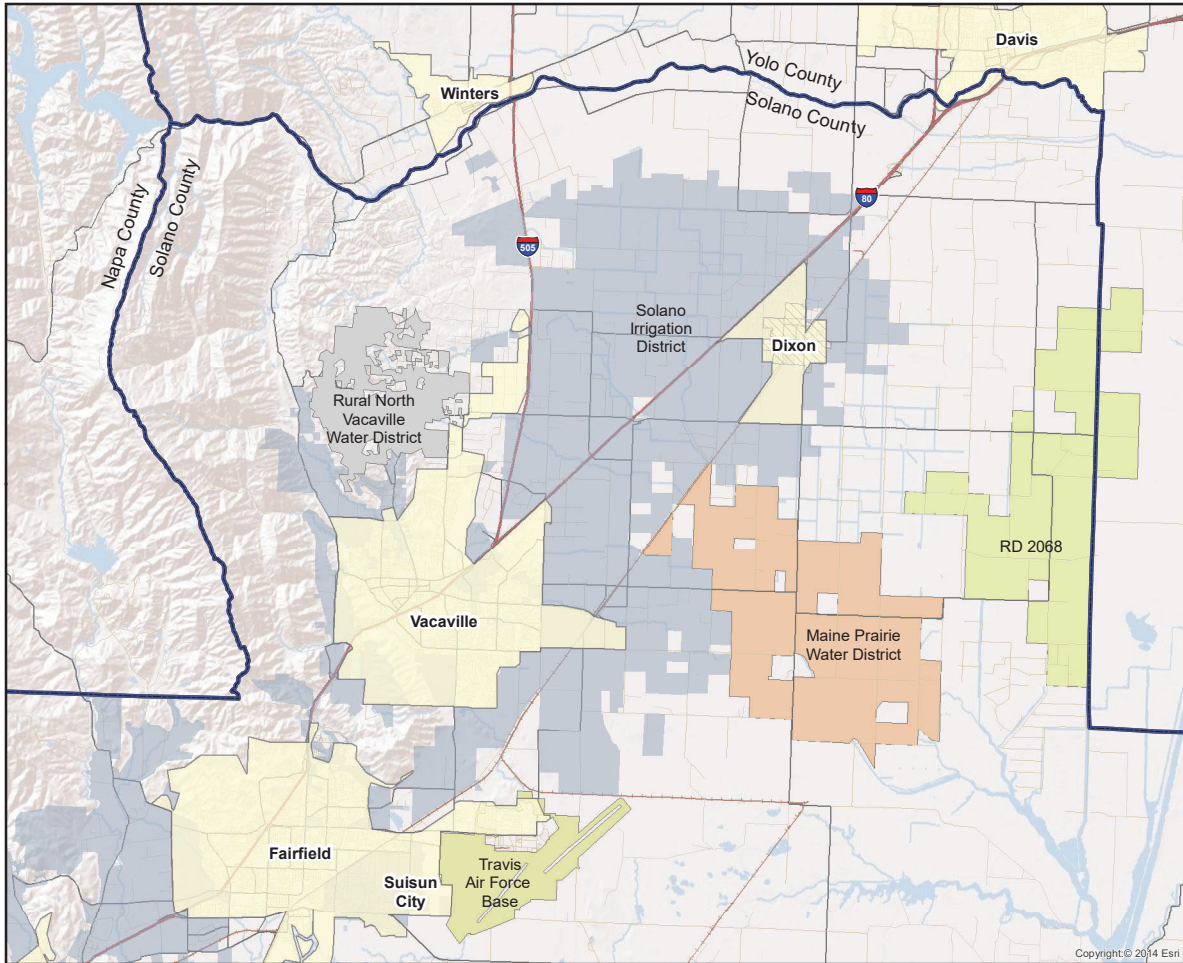 Davis
Yolo County
Solano County
Winters
80
Napa County
Solano County
505
Solano
Irrigation
District
Dixon
Rural North
Vacaville
Water District
RD 2068
Vacaville
Maine Prairie
Water District
Fairfield
Travis
Air Force
Base
Suisun
City
Copyright:© 2014 Esri